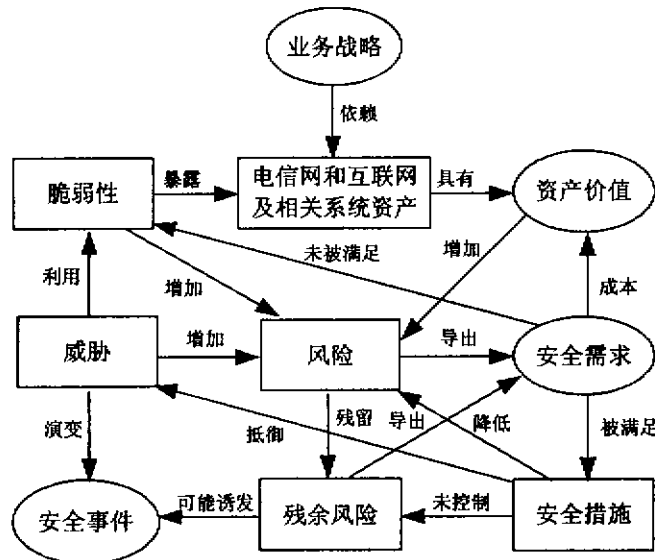 业务战略
依赖
脆弱性
暴露
电信网和互联网
及相关系统资产
具有
资产价值
未被满足
增加
利用
增加
成本
威胁
增加
风险
导出
安全需求
演变
抵御
残留
导出
降低
被满足
安全事件
可能诱发
残余风险
未控制
安全措施